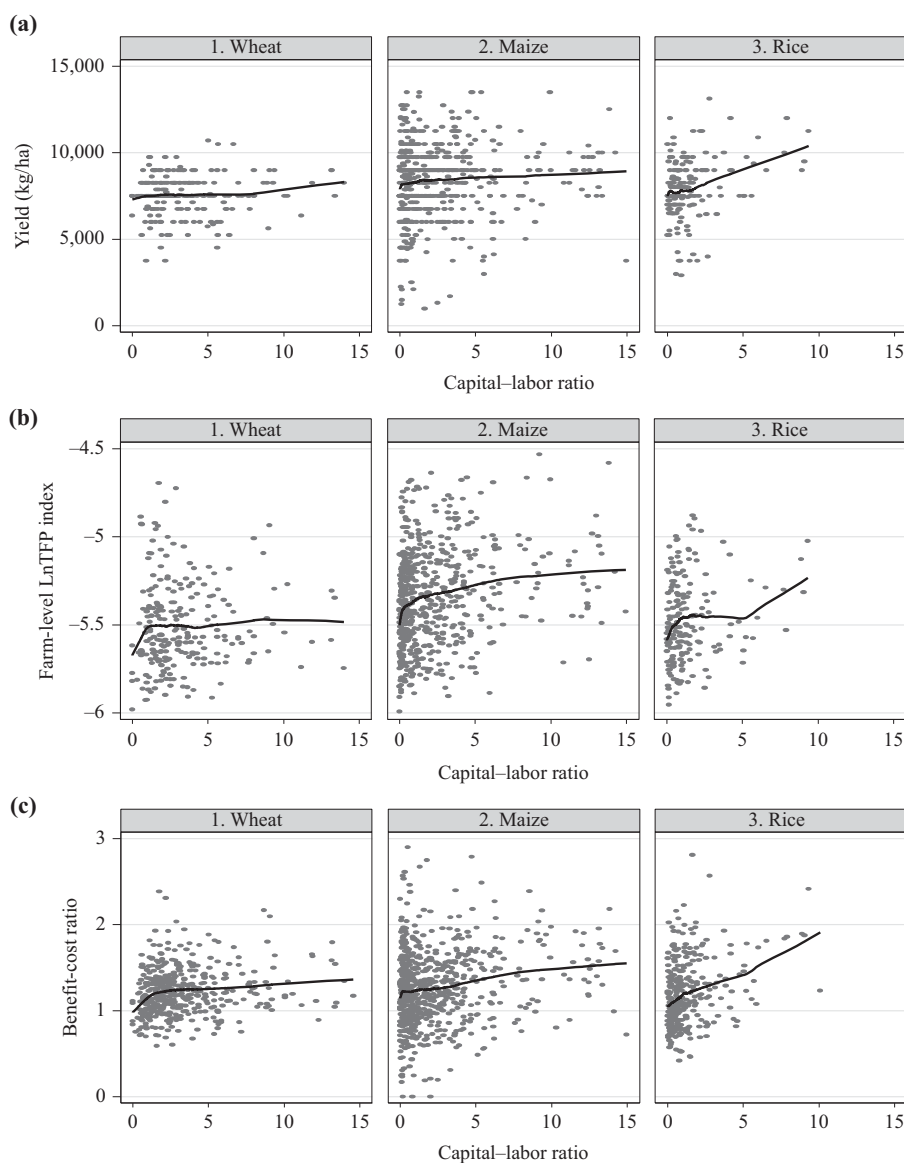 (a)
1. Wheat
2. Maize
3. Rice
15,000
10,000
5,000
0
Yield (kg/ha)
0 5 10 15
0 5 10 15
0 5 10 15
Capital–labor ratio
(b)
1. Wheat
2. Maize
3. Rice
–4.5
–5
–5.5
–6
Farm-level LnTFP index
0 5 10 15
0 5 10 15
0 5 10 15
Capital–labor ratio
(c)
1. Wheat
2. Maize
3. Rice
3
2
1
0
Benefit-cost ratio
0 5 10 15
0 5 10 15
0 5 10 15
Capital–labor ratio